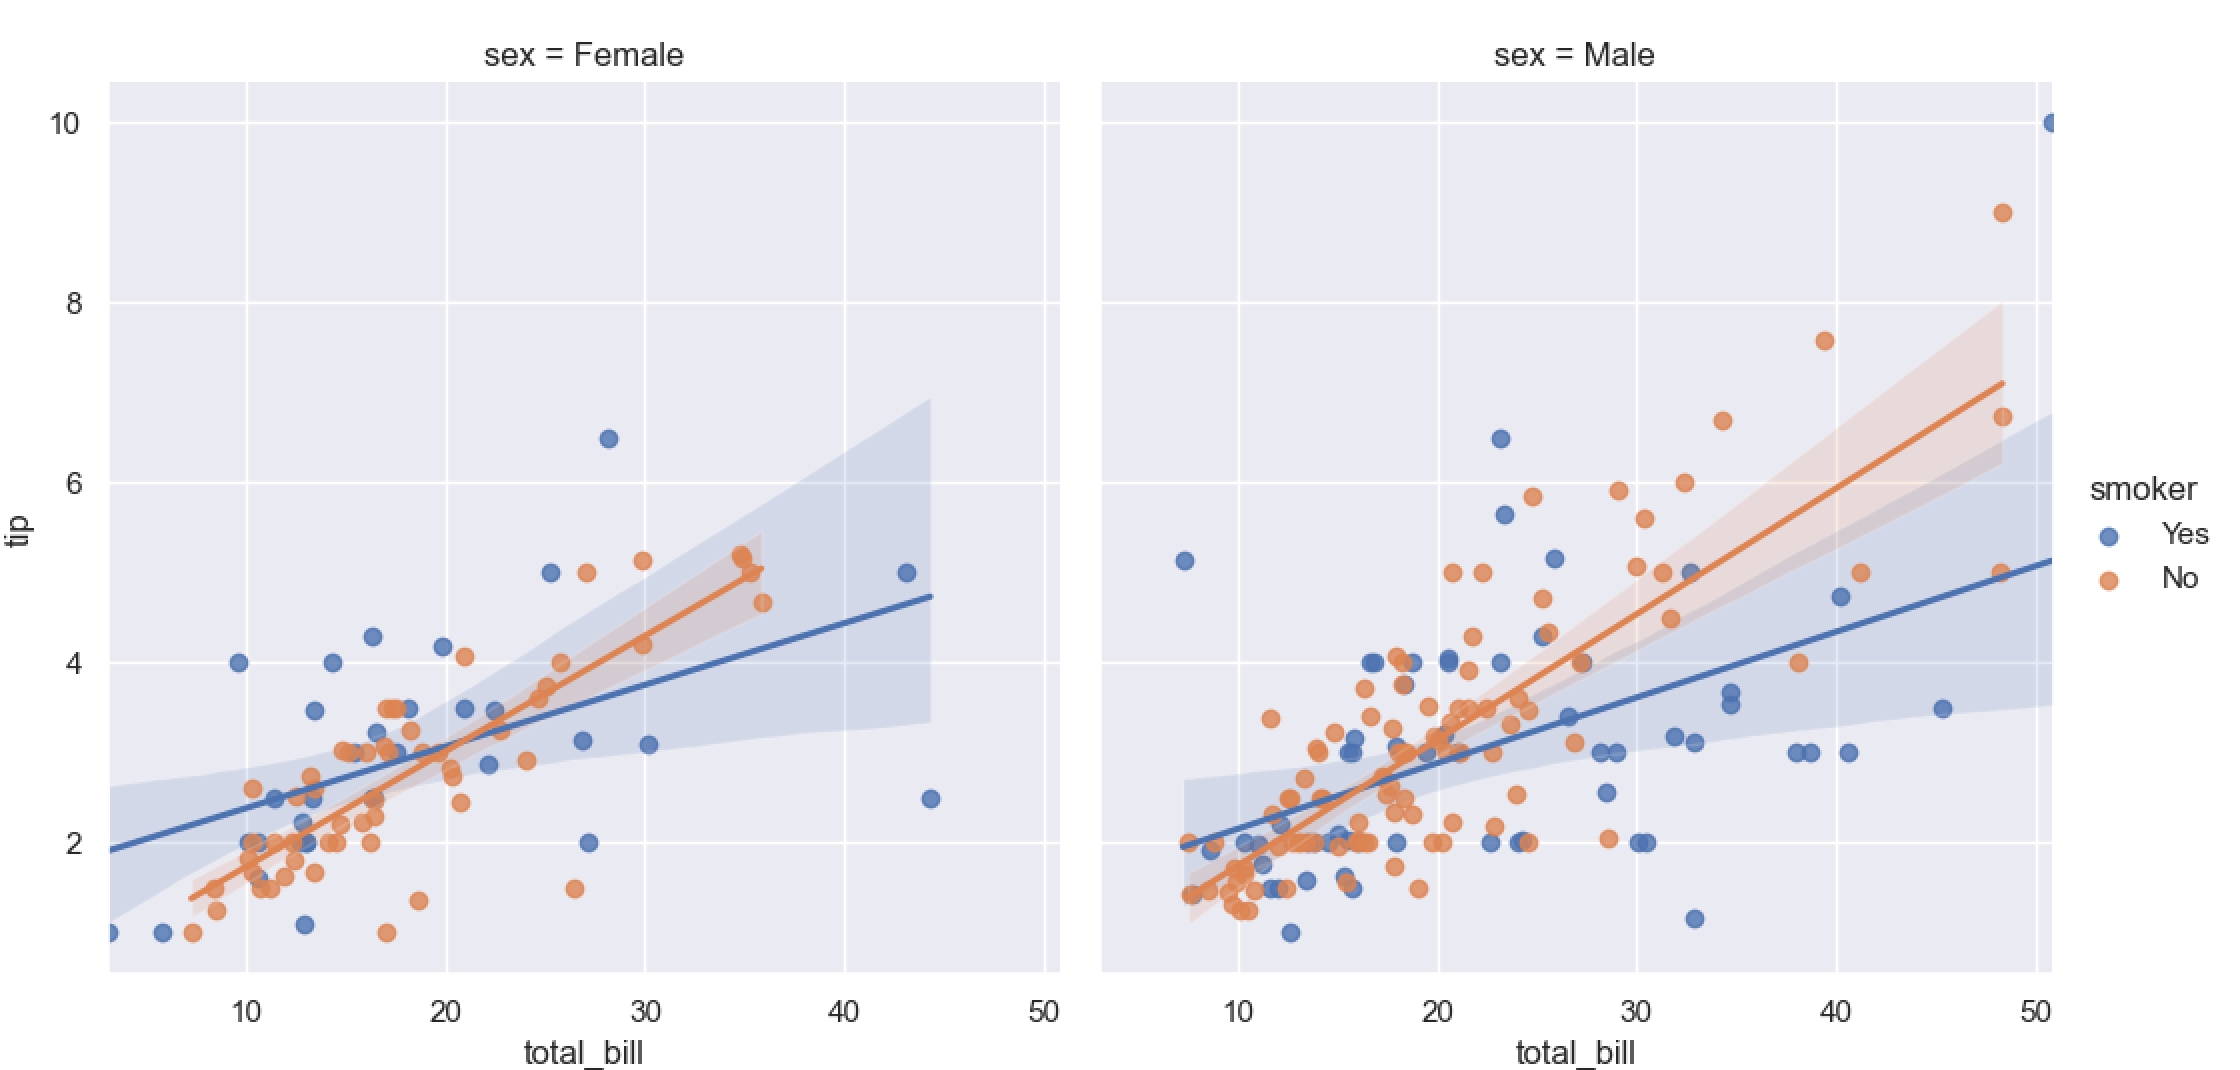 sex = Female
sex = Male
10
8
6
4
2
tip
10 20 30 40 50
10 20 30 40 50
total_bill
total_bill
smoker
Yes
No